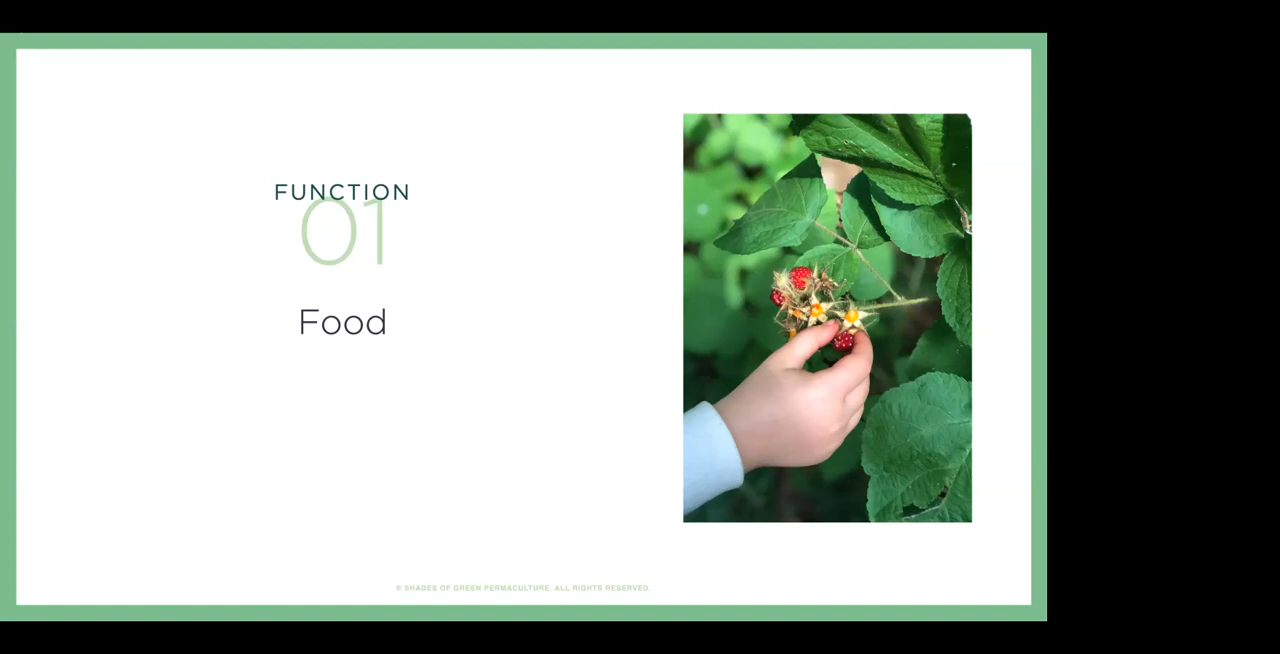 FUNCTION
01
Food
© SHADES OF GREEN PERMACULTURE. ALL RIGHTS RESERVED.